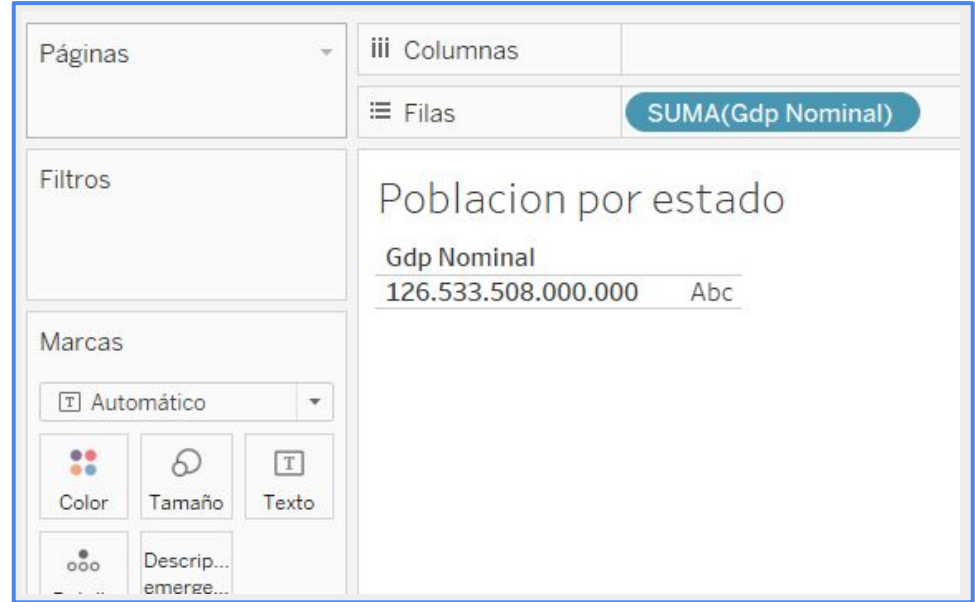 Páginas
iii Columnas
Filas
SUMA(Gdp Nominal)
Filtros
Poblacion por estado
Gdp Nominal
126.533.508.000.000 Abc
Marcas
T Automático
Color
Tamaño
T
Texto
Descrip...
emerge...